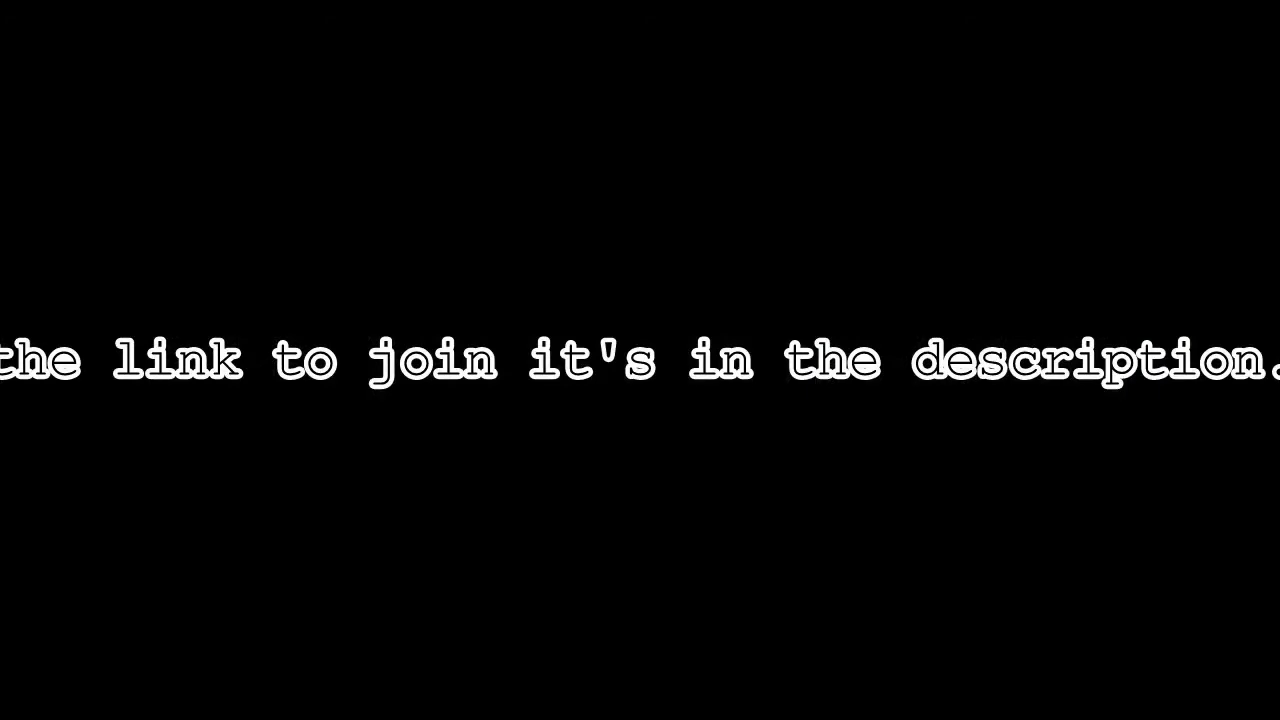 the link to join it's in the description.